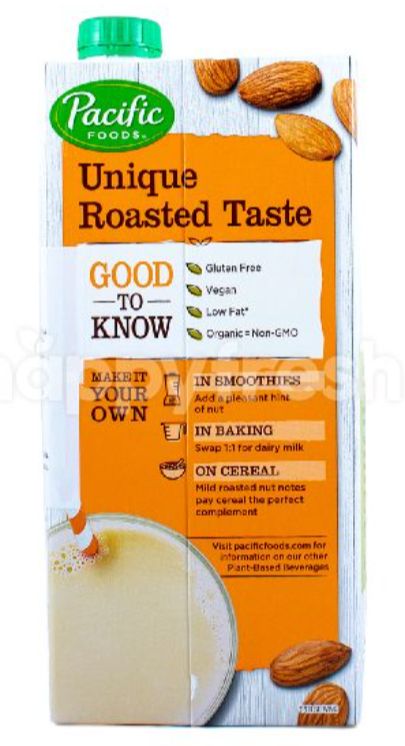 Pacific
FOODS™
Unique
Roasted Taste
GOOD
TO
KNOW
Gluten Free
Vegan
Low Fat*
Organic = Non-GMO
MAKE IT
YOUR
OWN
IN SMOOTHIES
Add a pleasant hint
of nut
IN BAKING
Swap 1:1 for dairy milk
ON CEREAL
Mild roasted nut notes
pay cereal the perfect
complement
Visit pacificfoods.com for
information on our other
Plant-Based Beverages
happyfresh